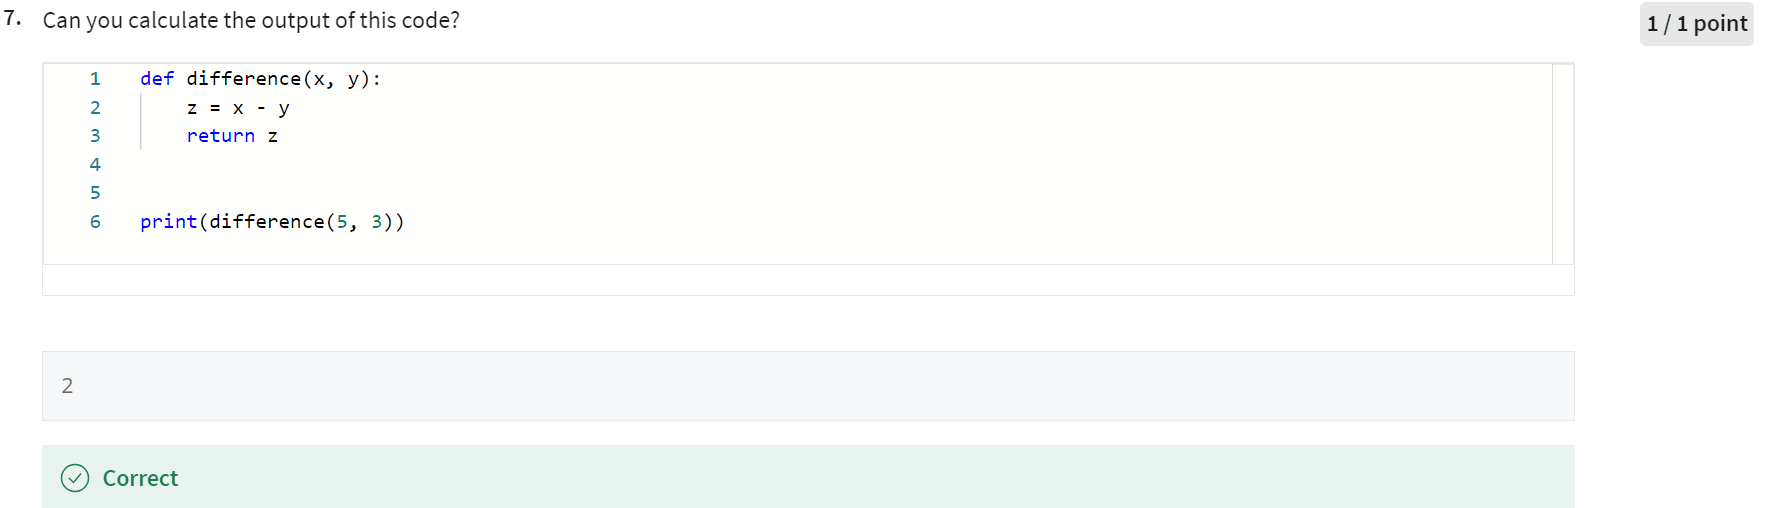 7. Can you calculate the output of this code?
1 / 1 point
1 def difference(x, y):
2     z = x - y
3     return z
4
5
6 print(difference(5, 3))
2
Correct